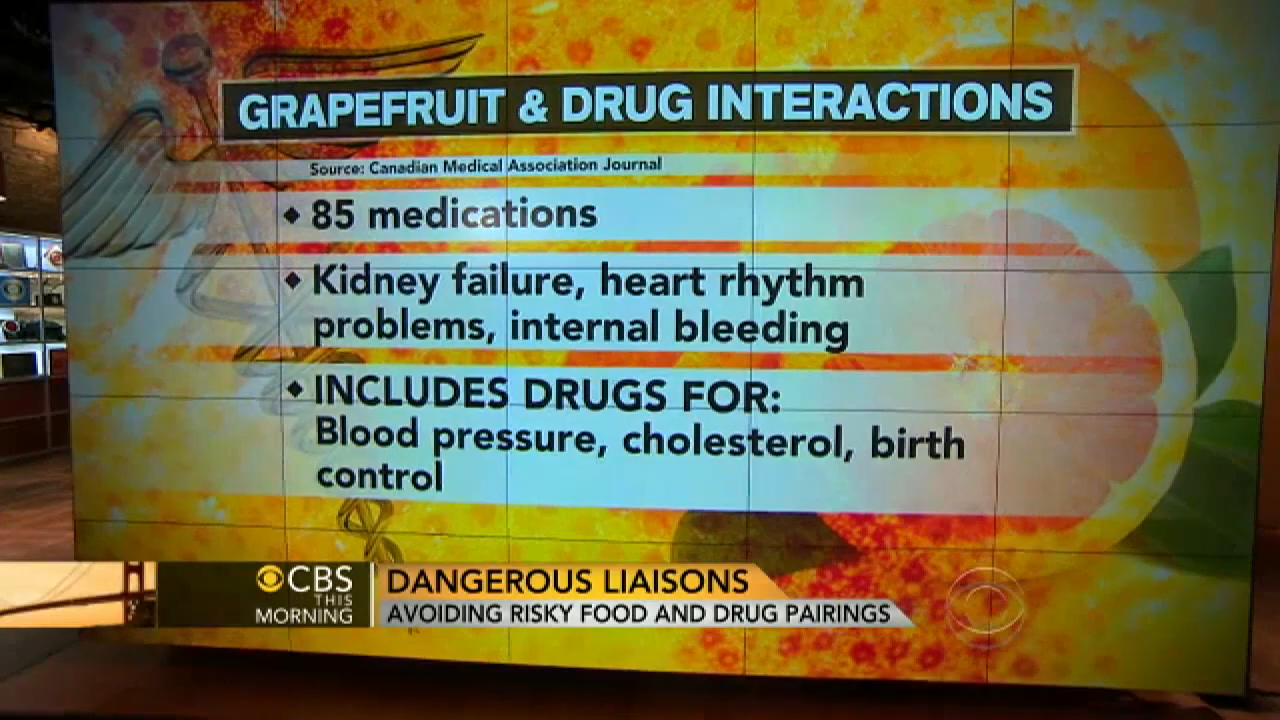 GRAPEFRUIT & DRUG INTERACTIONS
Source: Canadian Medical Association Journal
◆ 85 medications
◆ Kidney failure, heart rhythm
problems, internal bleeding
◆ INCLUDES DRUGS FOR:
Blood pressure, cholesterol, birth
control
CBS
THIS
MORNING
DANGEROUS LIAISONS
AVOIDING RISKY FOOD AND DRUG PAIRINGS